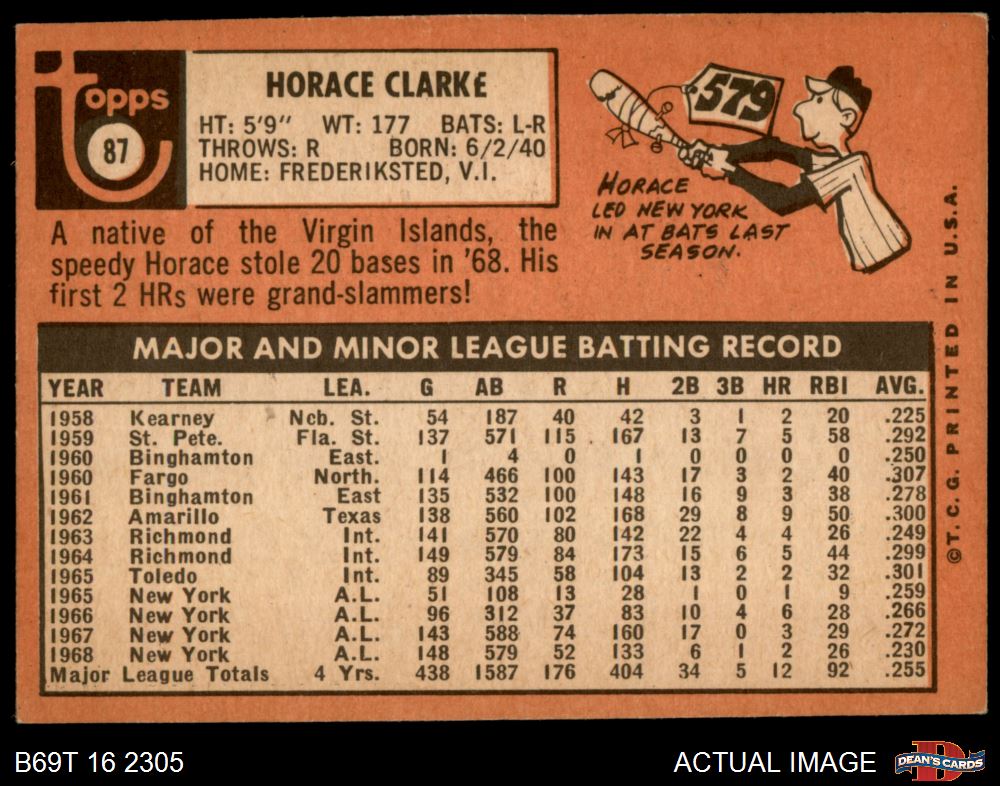 Topps
87
HORACE CLARKE
HT: 5'9" WT: 177 BATS: L-R
THROWS: R BORN: 6/2/40
HOME: FREDERIKSTED, V.I.
579
HORACE
LED NEW YORK
IN AT BATS LAST
SEASON.
A native of the Virgin Islands, the
speedy Horace stole 20 bases in '68. His
first 2 HRs were grand-slammers!
MAJOR AND MINOR LEAGUE BATTING RECORD
YEAR TEAM LEA. G AB R H 2B 3B HR RBI AVG.
1958 Kearney Neb. St. 54 187 40 42 3 1 2 20 .225
1959 St. Pete. Fla. St. 137 571 115 167 13 7 5 58 .292
1960 Binghamton East. 1 4 0 1 0 0 0 0 .250
1960 Fargo North. 114 466 100 143 17 3 2 40 .307
1961 Binghamton East 135 532 100 148 16 9 3 38 .278
1962 Amarillo Texas 138 560 102 168 29 8 9 50 .300
1963 Richmond Int. 141 570 80 142 22 4 4 26 .249
1964 Richmond Int. 149 579 84 173 15 6 5 44 .299
1965 Toledo Int. 89 345 58 104 13 2 2 32 .301
1965 New York A.L. 51 108 13 28 1 0 1 9 .259
1966 New York A.L. 96 312 37 83 10 4 6 28 .266
1967 New York A.L. 143 588 74 160 17 0 3 29 .272
1968 New York A.L. 148 579 52 133 6 1 2 26 .230
Major League Totals 4 Yrs. 438 1587 176 404 34 5 12 92 .255
©T. C. G. PRINTED IN U.S.A.
B69T 16 2305
ACTUAL IMAGE
DEAN'S CARDS